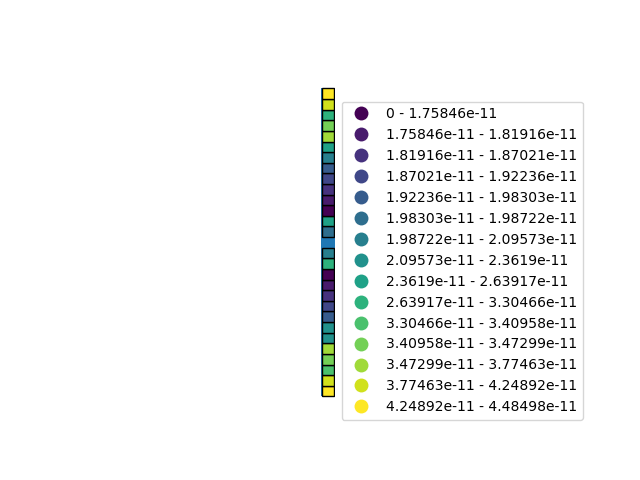 0 - 1.75846e-11
1.75846e-11 - 1.81916e-11
1.81916e-11 - 1.87021e-11
1.87021e-11 - 1.92236e-11
1.92236e-11 - 1.98303e-11
1.98303e-11 - 1.98722e-11
1.98722e-11 - 2.09573e-11
2.09573e-11 - 2.3619e-11
2.3619e-11 - 2.63917e-11
2.63917e-11 - 3.30466e-11
3.30466e-11 - 3.40958e-11
3.40958e-11 - 3.47299e-11
3.47299e-11 - 3.77463e-11
3.77463e-11 - 4.24892e-11
4.24892e-11 - 4.48498e-11